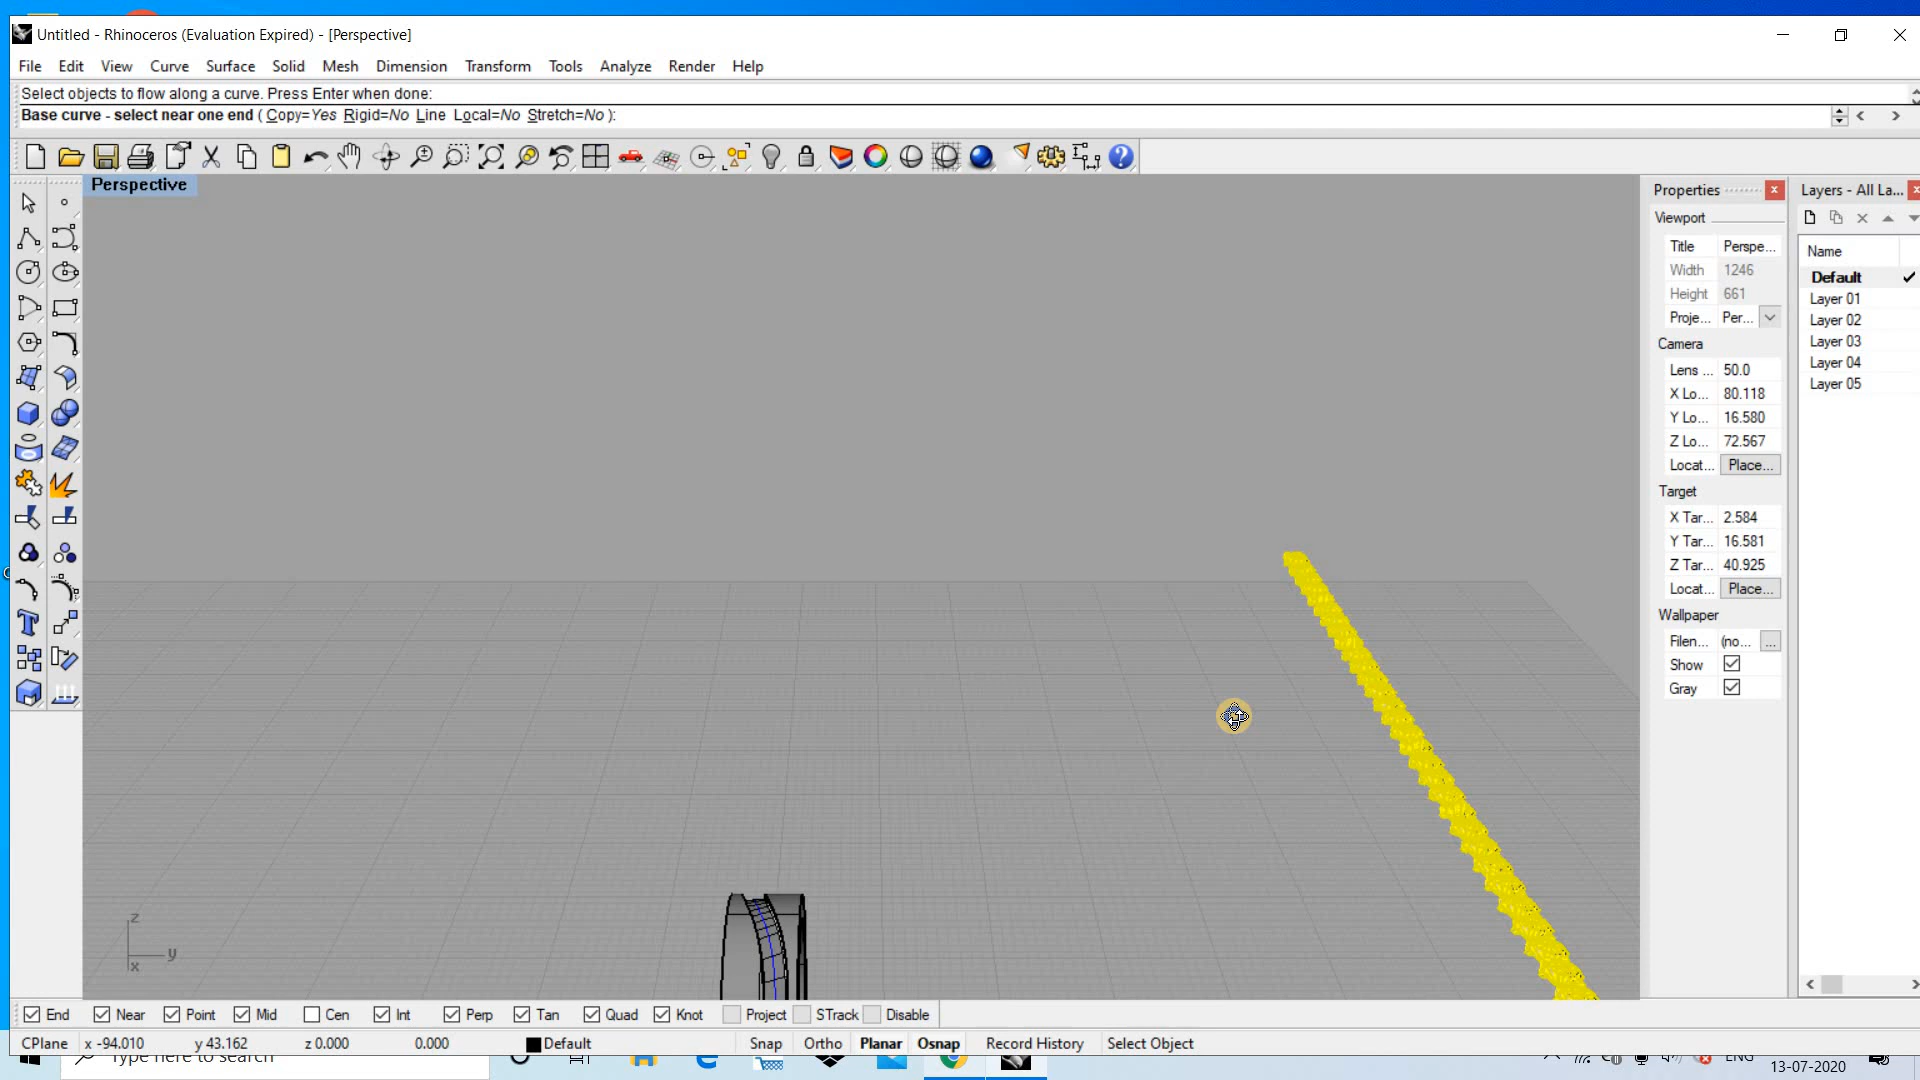 Untitled - Rhinoceros (Evaluation Expired) - [Perspective]
File Edit View Curve Surface Solid Mesh Dimension Transform Tools Analyze Render Help
Select objects to flow along a curve. Press Enter when done:
Base curve - select near one end ( Copy=Yes Rigid=No Line Local=No Stretch=No ):
Perspective
Properties
Viewport
Title Perspe...
Width 1246
Height 661
Proje... Per...
Camera
Lens ... 50.0
X Lo... 80.118
Y Lo... 16.580
Z Lo... 72.567
Locat... Place...
Target
X Tar... 2.584
Y Tar... 16.581
Z Tar... 40.925
Locat... Place...
Wallpaper
Filen... (no... ...
Show
Gray
Layers - All La...
Name
Default
Layer 01
Layer 02
Layer 03
Layer 04
Layer 05
z
y
x
End Near Point Mid Cen Int Perp Tan Quad Knot Project STrack Disable
CPlane x -94.010 y 43.162 z 0.000 0.000 Default Snap Ortho Planar Osnap Record History Select Object
Type here to search
ENG
13-07-2020